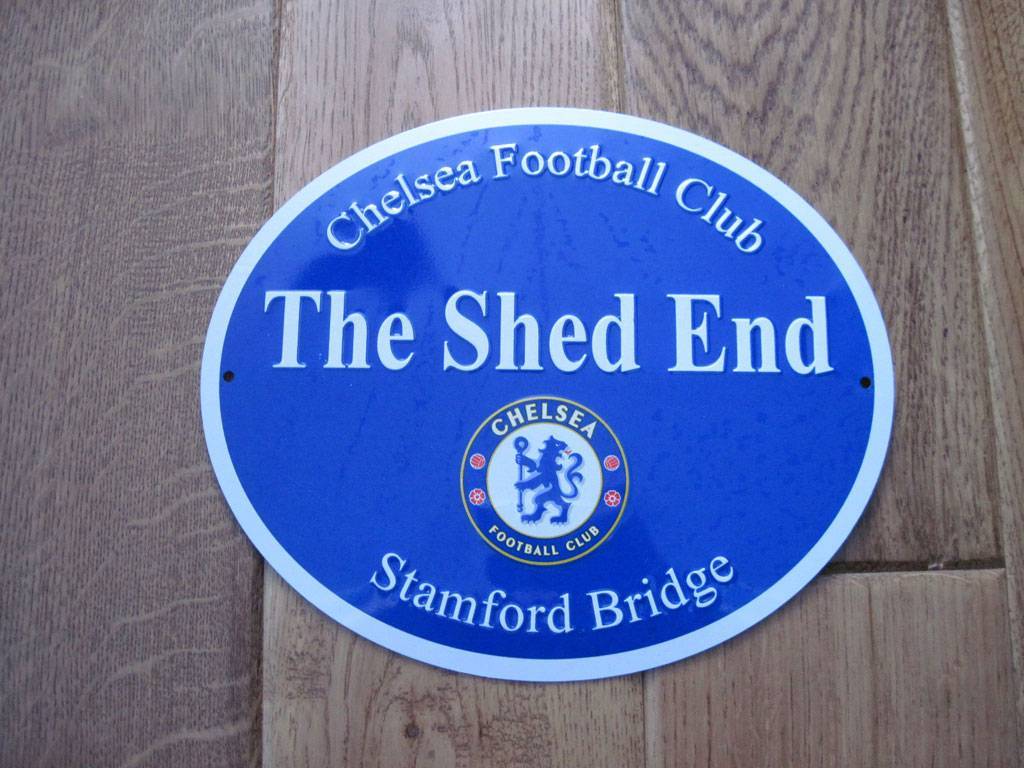 Chelsea Football Club
The Shed End
CHELSEA
FOOTBALL CLUB
Stamford Bridge